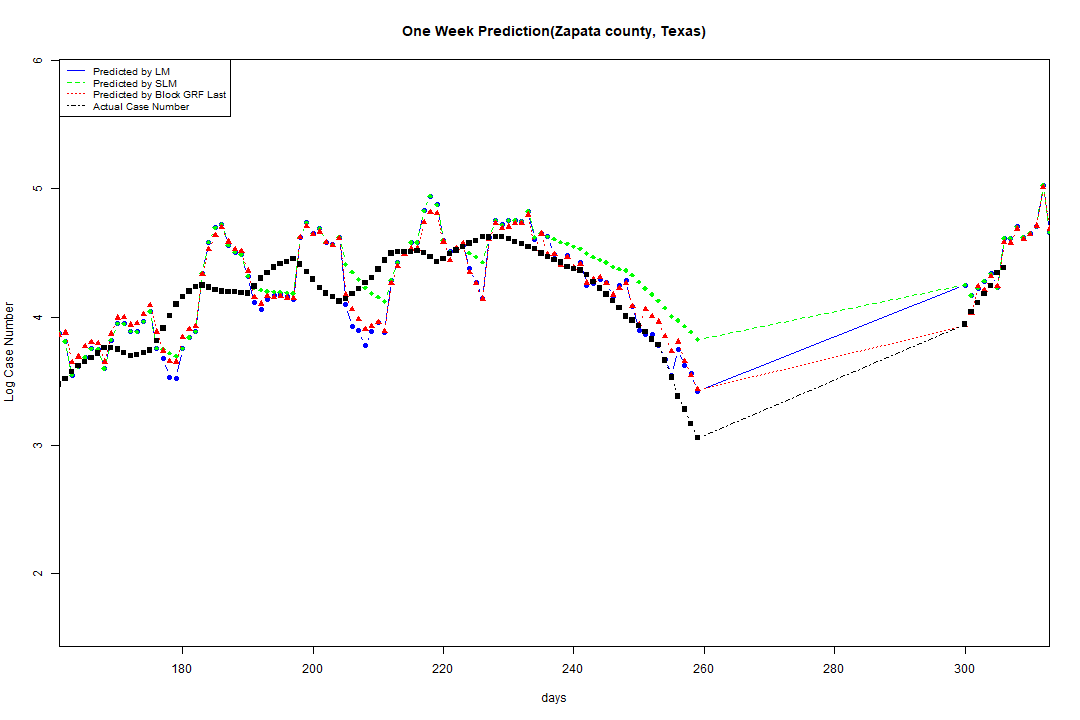 One Week Prediction(Zapata county, Texas)
Predicted by LM
Predicted by SLM
Predicted by Block GRF Last
Actual Case Number
6
5
4
3
2
Log Case Number
180 200 220 240 260 280 300
days